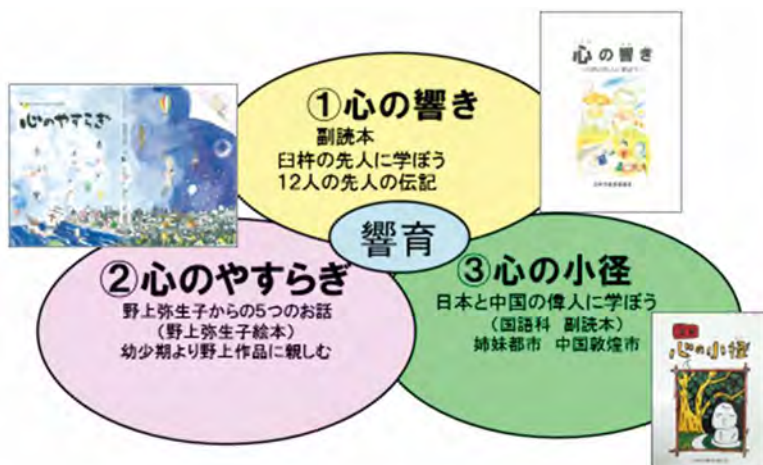 ①心の響き
副読本
臼杵の先人に学ぼう
12人の先人の伝記
響育
②心のやすらぎ
野上弥生子からの5つのお話
(野上弥生子絵本)
幼少期より野上作品に親しむ
③心の小径
日本と中国の偉人に学ぼう
(国語科 副読本)
姉妹都市 中国敦煌市
心のやすらぎ
心の響き
心の小径